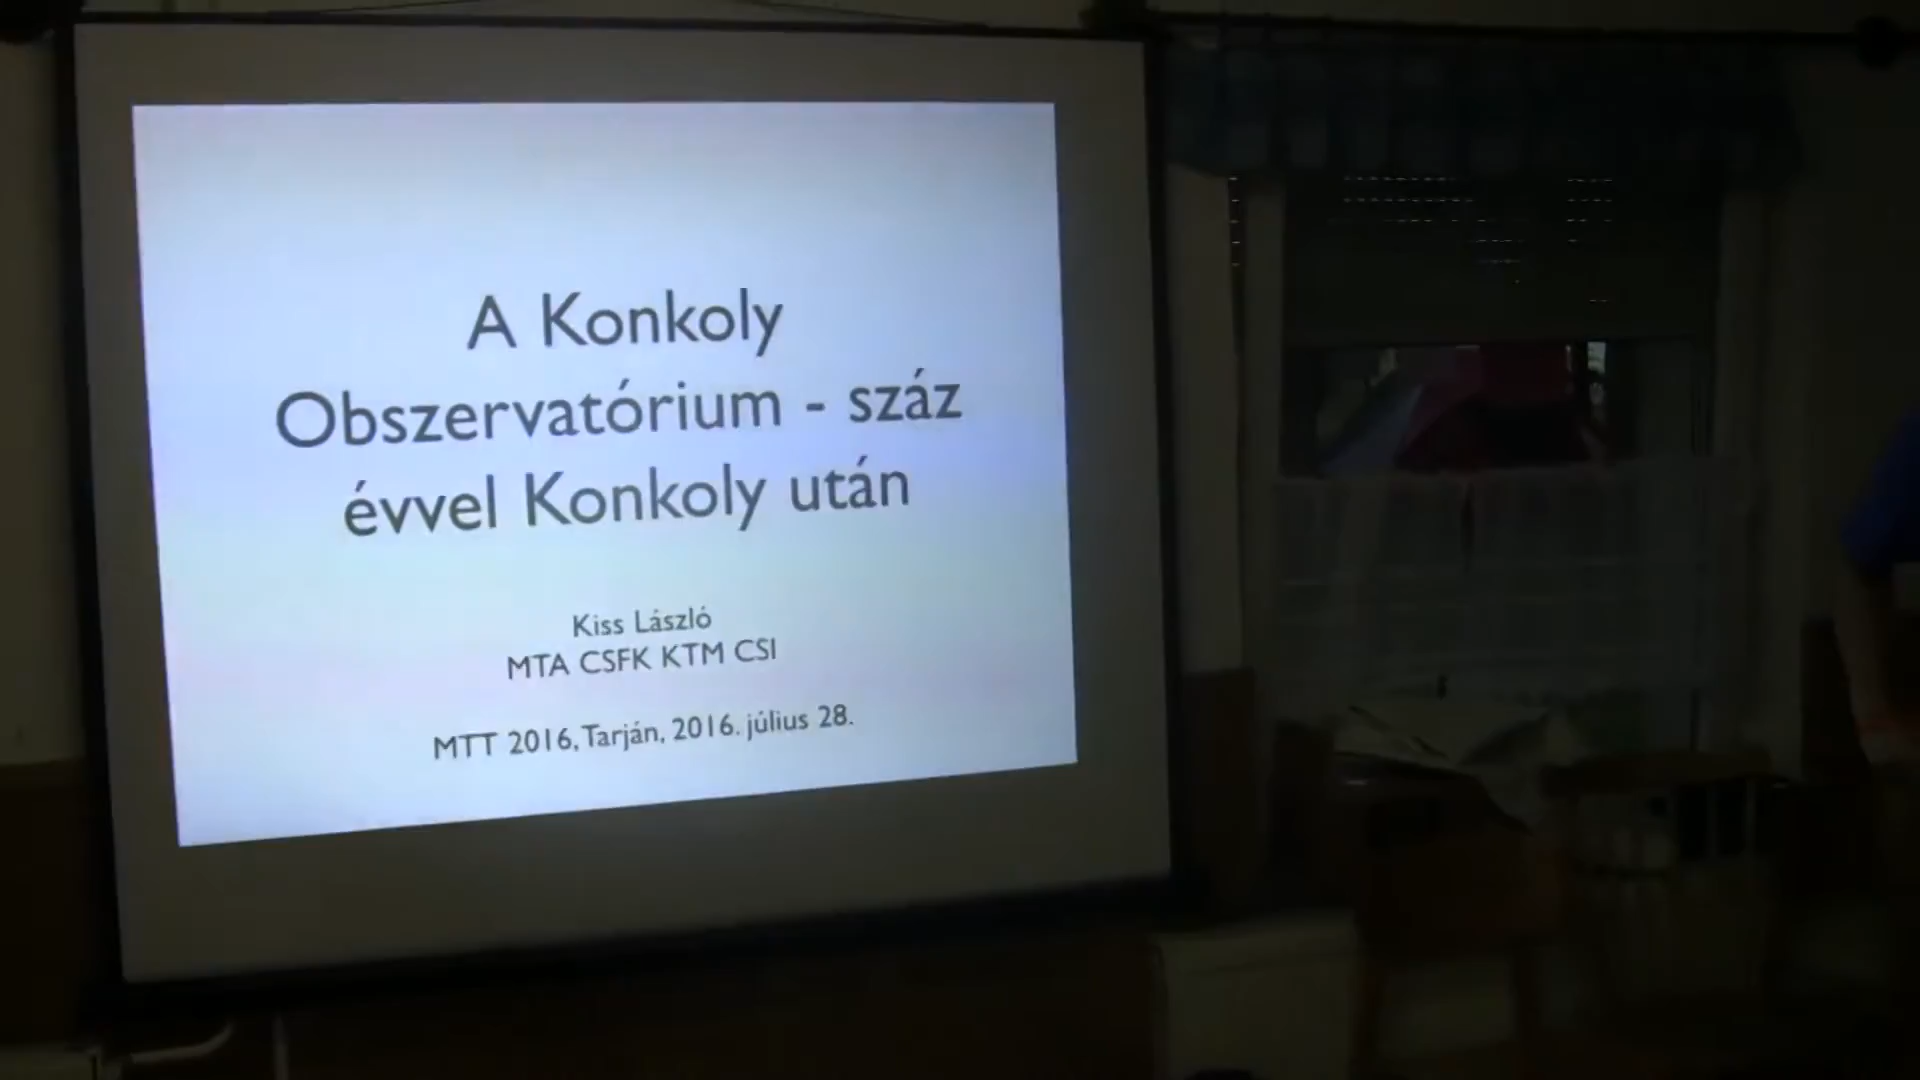 A Konkoly
Obszervatórium - száz
évvel Konkoly után
Kiss László
MTA CSFK KTM CSI
MTT 2016, Tarján, 2016. július 28.